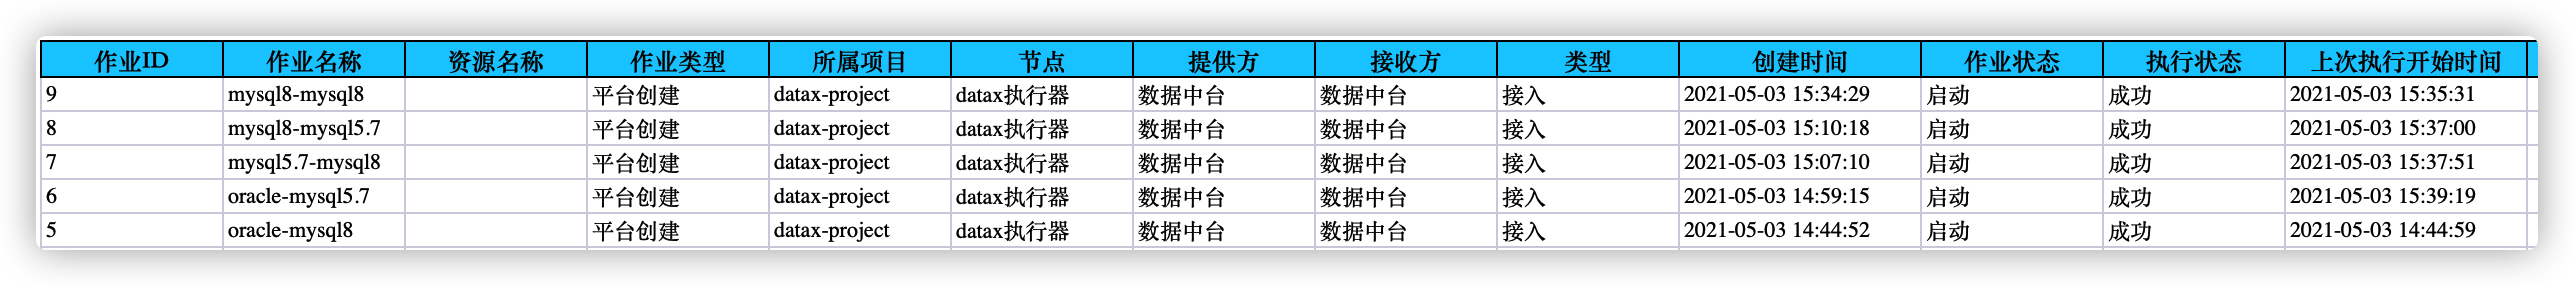 作业ID 作业名称 资源名称 作业类型 所属项目 节点 提供方 接收方 类型 创建时间 作业状态 执行状态 上次执行开始时间
9 mysql8-mysql8 平台创建 datax-project datax执行器 数据中台 数据中台 接入 2021-05-03 15:34:29 启动 成功 2021-05-03 15:35:31
8 mysql8-mysql5.7 平台创建 datax-project datax执行器 数据中台 数据中台 接入 2021-05-03 15:10:18 启动 成功 2021-05-03 15:37:00
7 mysql5.7-mysql8 平台创建 datax-project datax执行器 数据中台 数据中台 接入 2021-05-03 15:07:10 启动 成功 2021-05-03 15:37:51
6 oracle-mysql5.7 平台创建 datax-project datax执行器 数据中台 数据中台 接入 2021-05-03 14:59:15 启动 成功 2021-05-03 15:39:19
5 oracle-mysql8 平台创建 datax-project datax执行器 数据中台 数据中台 接入 2021-05-03 14:44:52 启动 成功 2021-05-03 14:44:59